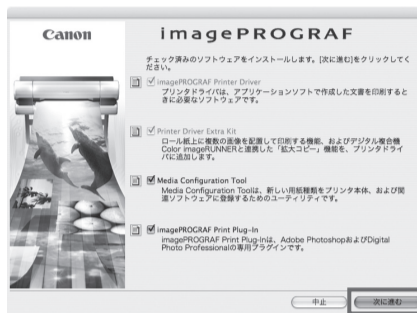 Canon
imagePROGRAF
チェック済みのソフトウェアをインストールします。[次に進む]をクリックしてく
ださい。
imagePROGRAF Printer Driver
プリンタドライバは、アプリケーションソフトで作成した文書を印刷すると
きに必要なソフトウェアです。
Printer Driver Extra Kit
ロール紙上に複数の画像を配置して印刷する機能、およびデジタル複合機
Color imageRUNNERと連携した「拡大コピー」機能を、プリンタドライ
バに追加します。
Media Configuration Tool
Media Configuration Toolは、新しい用紙種類をプリンタ本体、および関
連ソフトウェアに登録するためのユーティリティです。
imagePROGRAF Print Plug-In
imagePROGRAF Print Plug-Inは、Adobe PhotoshopおよびDigital
Photo Professionalの専用プラグインです。
中止
次に進む